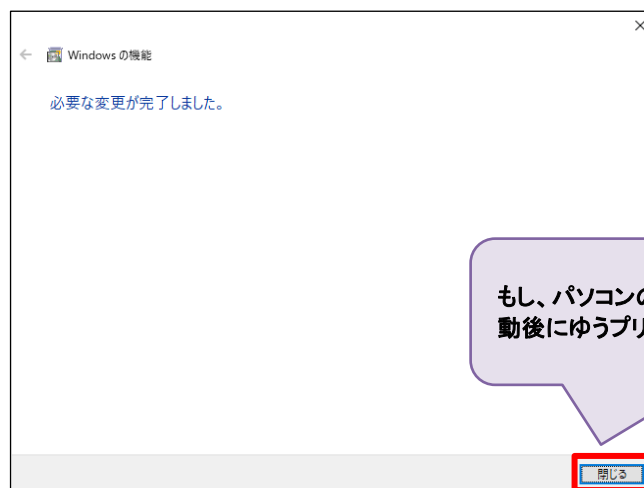 Windows の機能
必要な変更が完了しました。
もし、パソコンの
動後にゆうプリ
閉じる